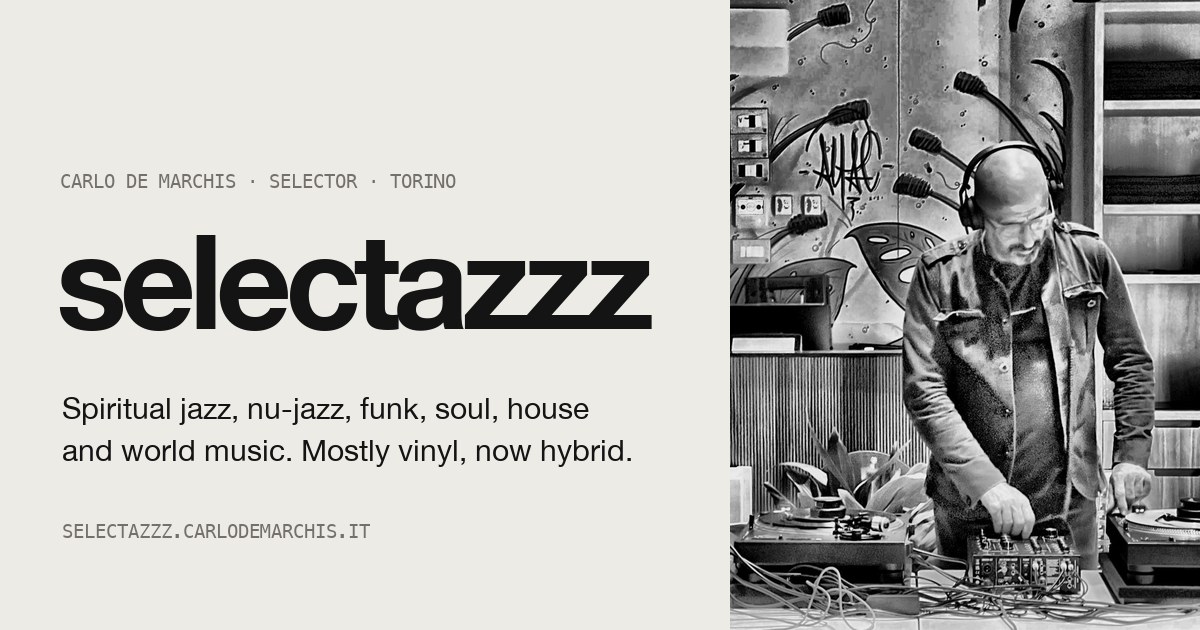 CARLO DE MARCHIS · SELECTOR · TORINO
selectazzz
Spiritual jazz, nu-jazz, funk, soul, house
and world music. Mostly vinyl, now hybrid.
SELECTAZZZ.CARLODEMARCHIS.IT